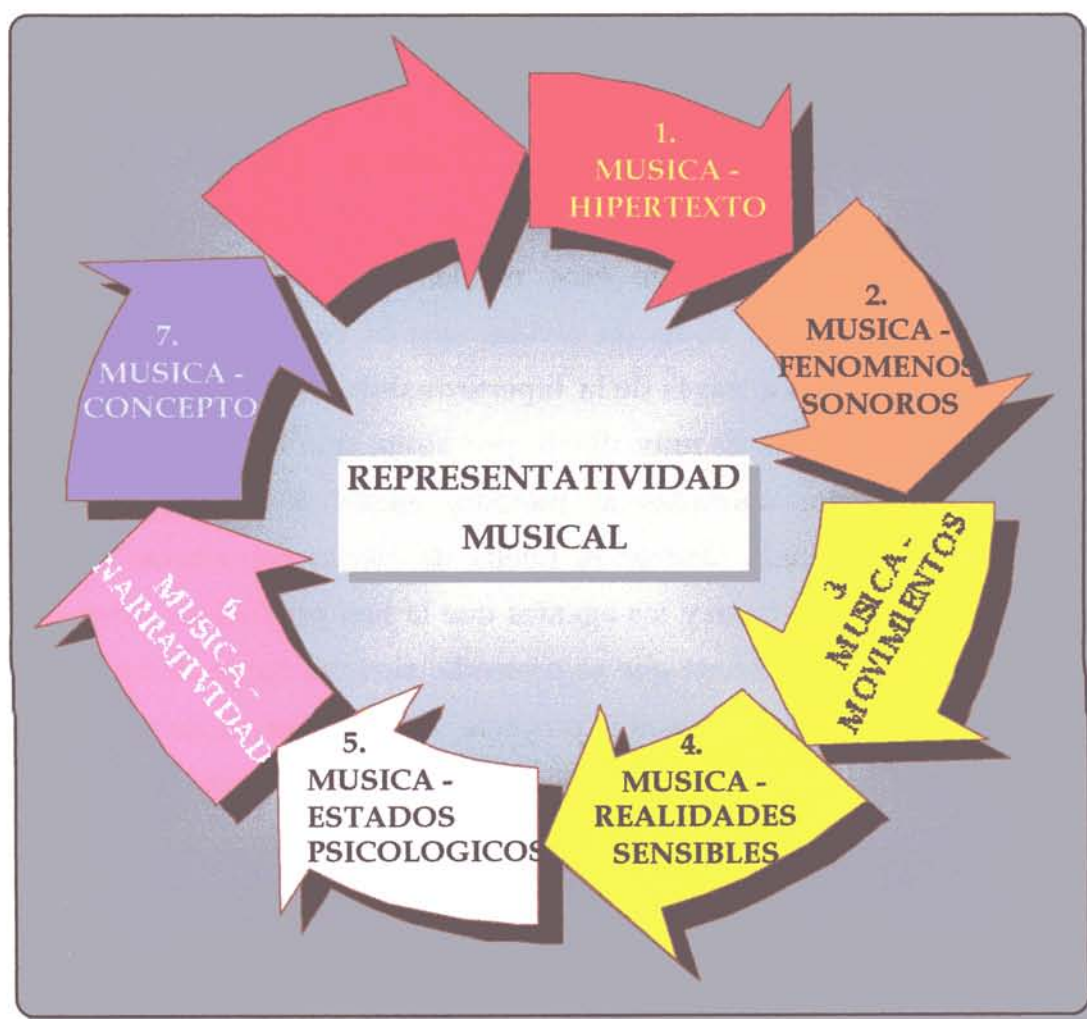 1.
MUSICA -
HIPERTEXTO
2.
MUSICA -
FENOMENOS
SONOROS
3
MUSICA -
MOVIMIENTOS
4.
MUSICA -
REALIDADES
SENSIBLES
5.
MUSICA -
ESTADOS
PSICOLOGICOS
6.
MUSICA -
NARRATIVIDAD
7.
MUSICA -
CONCEPTO
REPRESENTATIVIDAD
MUSICAL